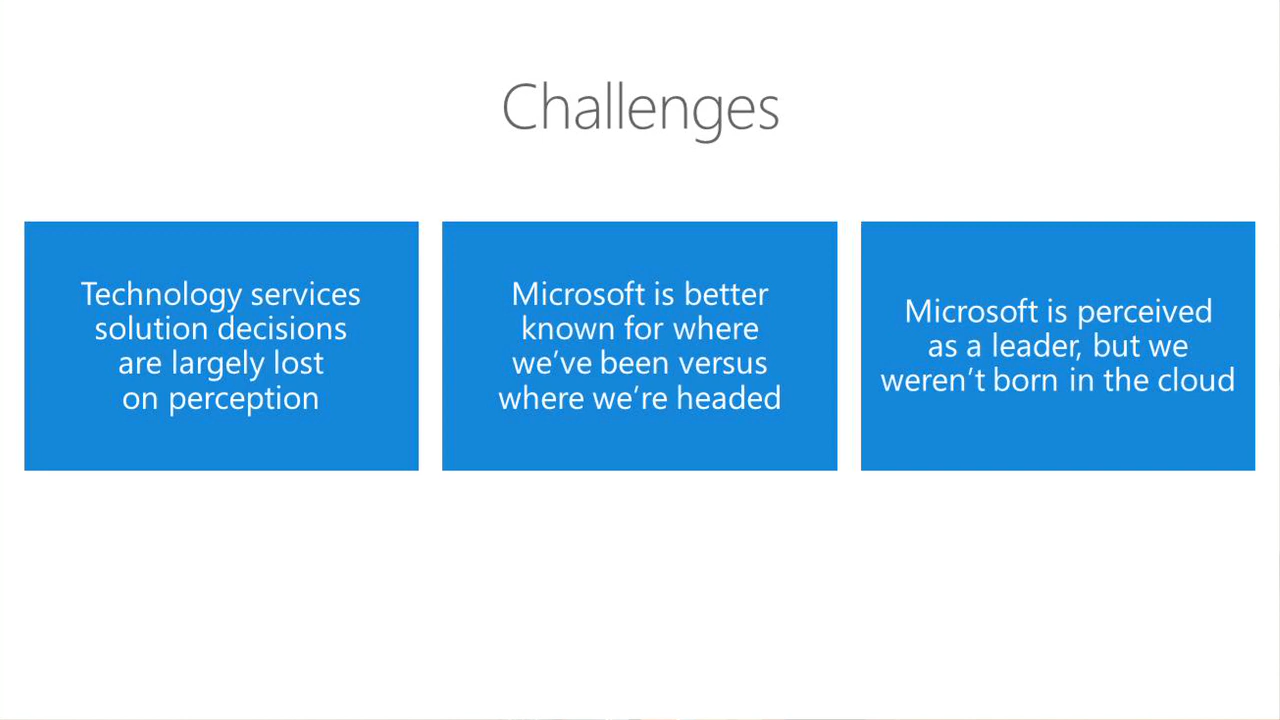 Challenges
Technology services
solution decisions
are largely lost
on perception
Microsoft is better
known for where
we’ve been versus
where we’re headed
Microsoft is perceived
as a leader, but we
weren’t born in the cloud